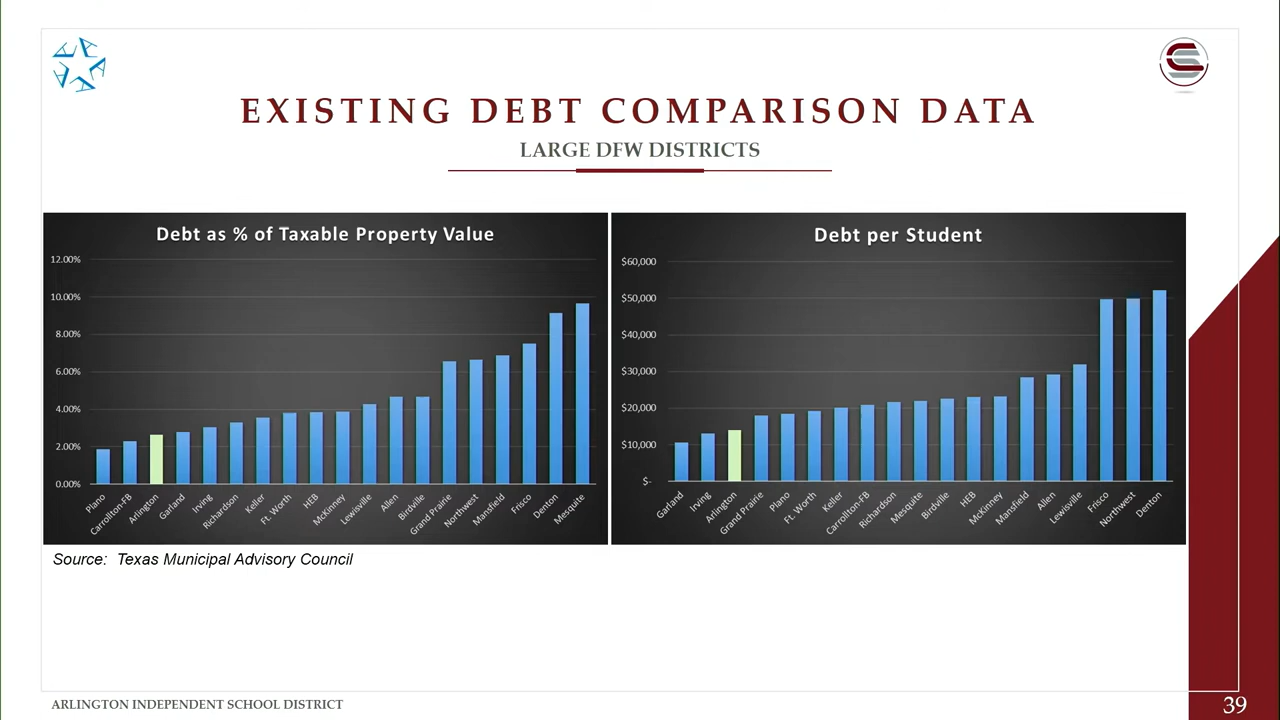 EXISTING DEBT COMPARISON DATA
LARGE DFW DISTRICTS
Debt as % of Taxable Property Value
12.00%
10.00%
8.00%
6.00%
4.00%
2.00%
0.00%
Plano
Carrollton-FB
Arlington
Garland
Irving
Richardson
Keller
Ft. Worth
HEB
McKinney
Lewisville
Allen
Birdville
Grand Prairie
Northwest
Mansfield
Frisco
Denton
Mesquite
Debt per Student
$60,000
$50,000
$40,000
$30,000
$20,000
$10,000
$-
Garland
Irving
Arlington
Grand Prairie
Plano
Ft. Worth
Keller
Carrollton-FB
Richardson
Mesquite
Birdville
HEB
McKinney
Mansfield
Allen
Lewisville
Frisco
Northwest
Denton
Source: Texas Municipal Advisory Council
ARLINGTON INDEPENDENT SCHOOL DISTRICT
39